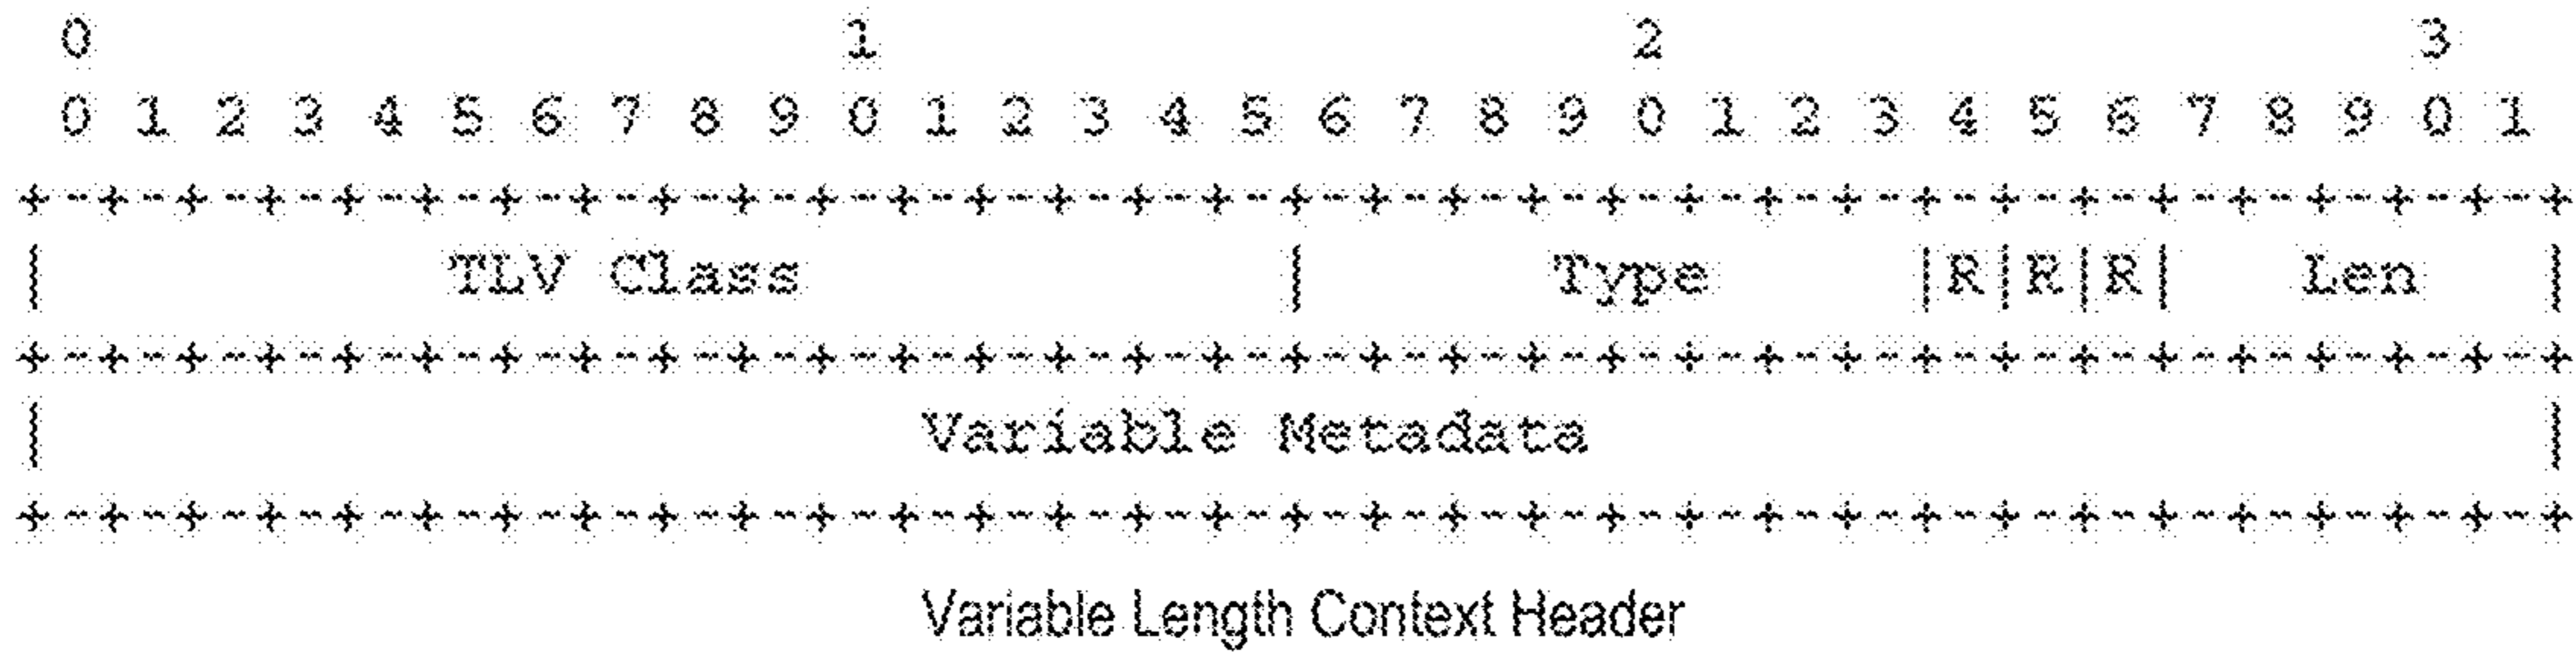 0                   1                   2                   3
 0 1 2 3 4 5 6 7 8 9 0 1 2 3 4 5 6 7 8 9 0 1 2 3 4 5 6 7 8 9 0 1
+-+-+-+-+-+-+-+-+-+-+-+-+-+-+-+-+-+-+-+-+-+-+-+-+-+-+-+-+-+-+-+-+
|          TLV Class            |      Type     |R|R|R|   Len   |
+-+-+-+-+-+-+-+-+-+-+-+-+-+-+-+-+-+-+-+-+-+-+-+-+-+-+-+-+-+-+-+-+
|                      Variable Metadata                        |
+-+-+-+-+-+-+-+-+-+-+-+-+-+-+-+-+-+-+-+-+-+-+-+-+-+-+-+-+-+-+-+-+
Variable Length Context Header